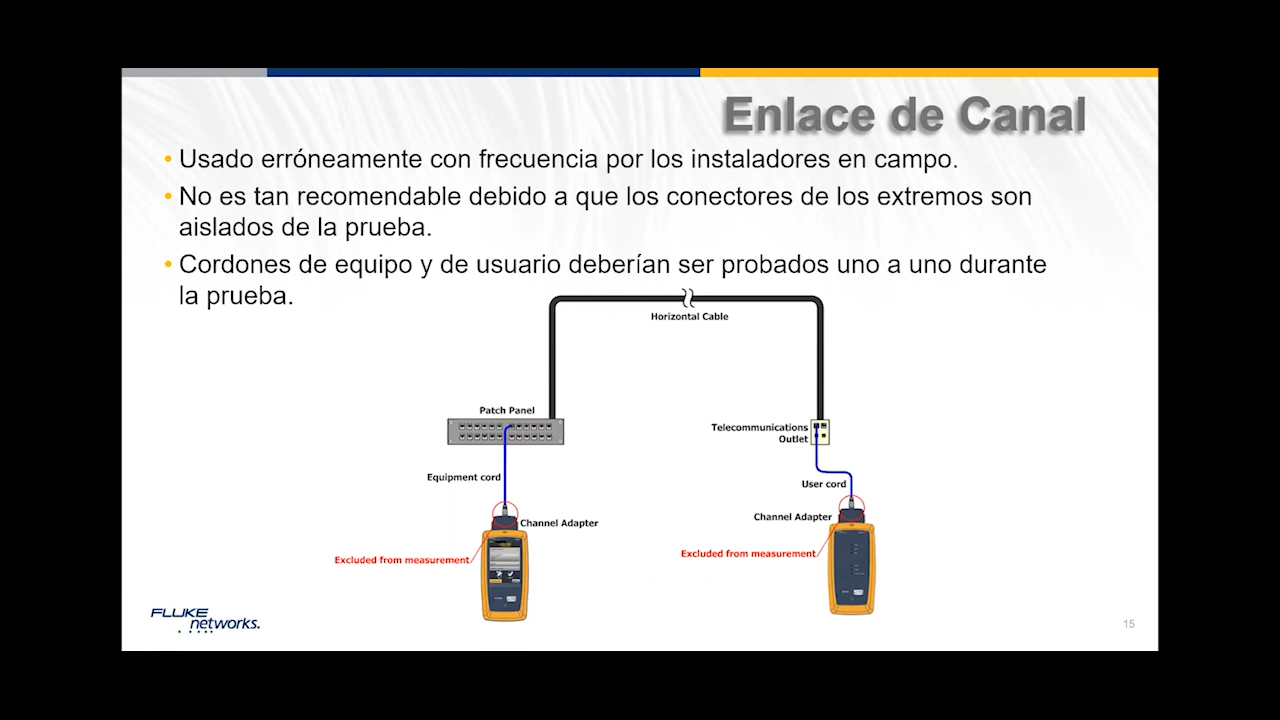 Enlace de Canal
• Usado erróneamente con frecuencia por los instaladores en campo.
• No es tan recomendable debido a que los conectores de los extremos son
aislados de la prueba.
• Cordones de equipo y de usuario deberían ser probados uno a uno durante
la prueba.
Horizontal Cable
Patch Panel
Telecommunications
Outlet
Equipment cord
User cord
Channel Adapter
Channel Adapter
Excluded from measurement
Excluded from measurement
FLUKE
networks.
15